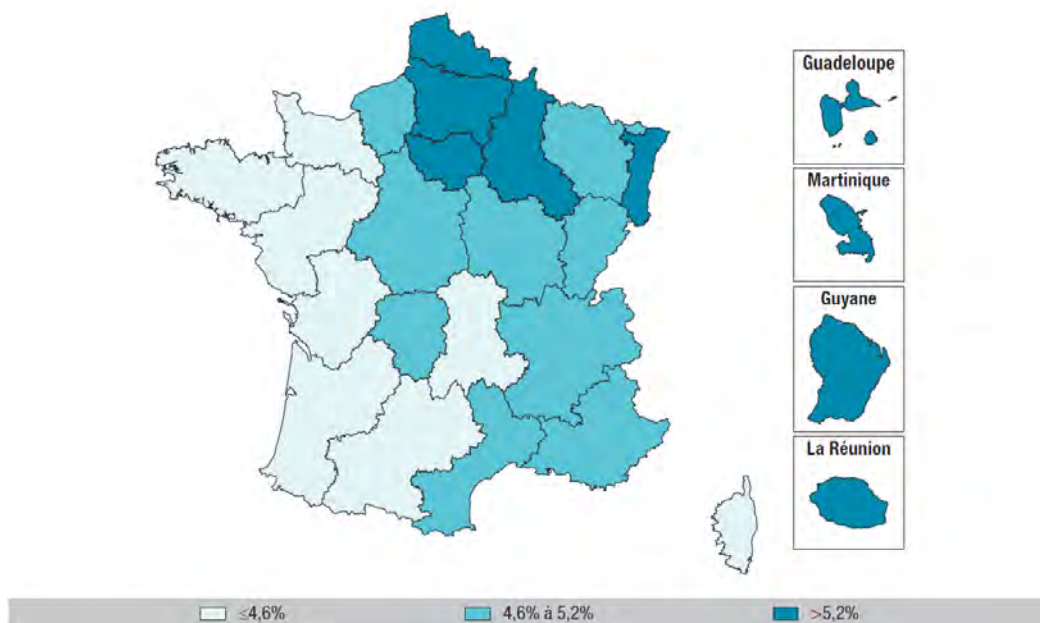 Guadeloupe
Martinique
Guyane
La Réunion
≤4,6%
4,6% à 5,2%
>5,2%